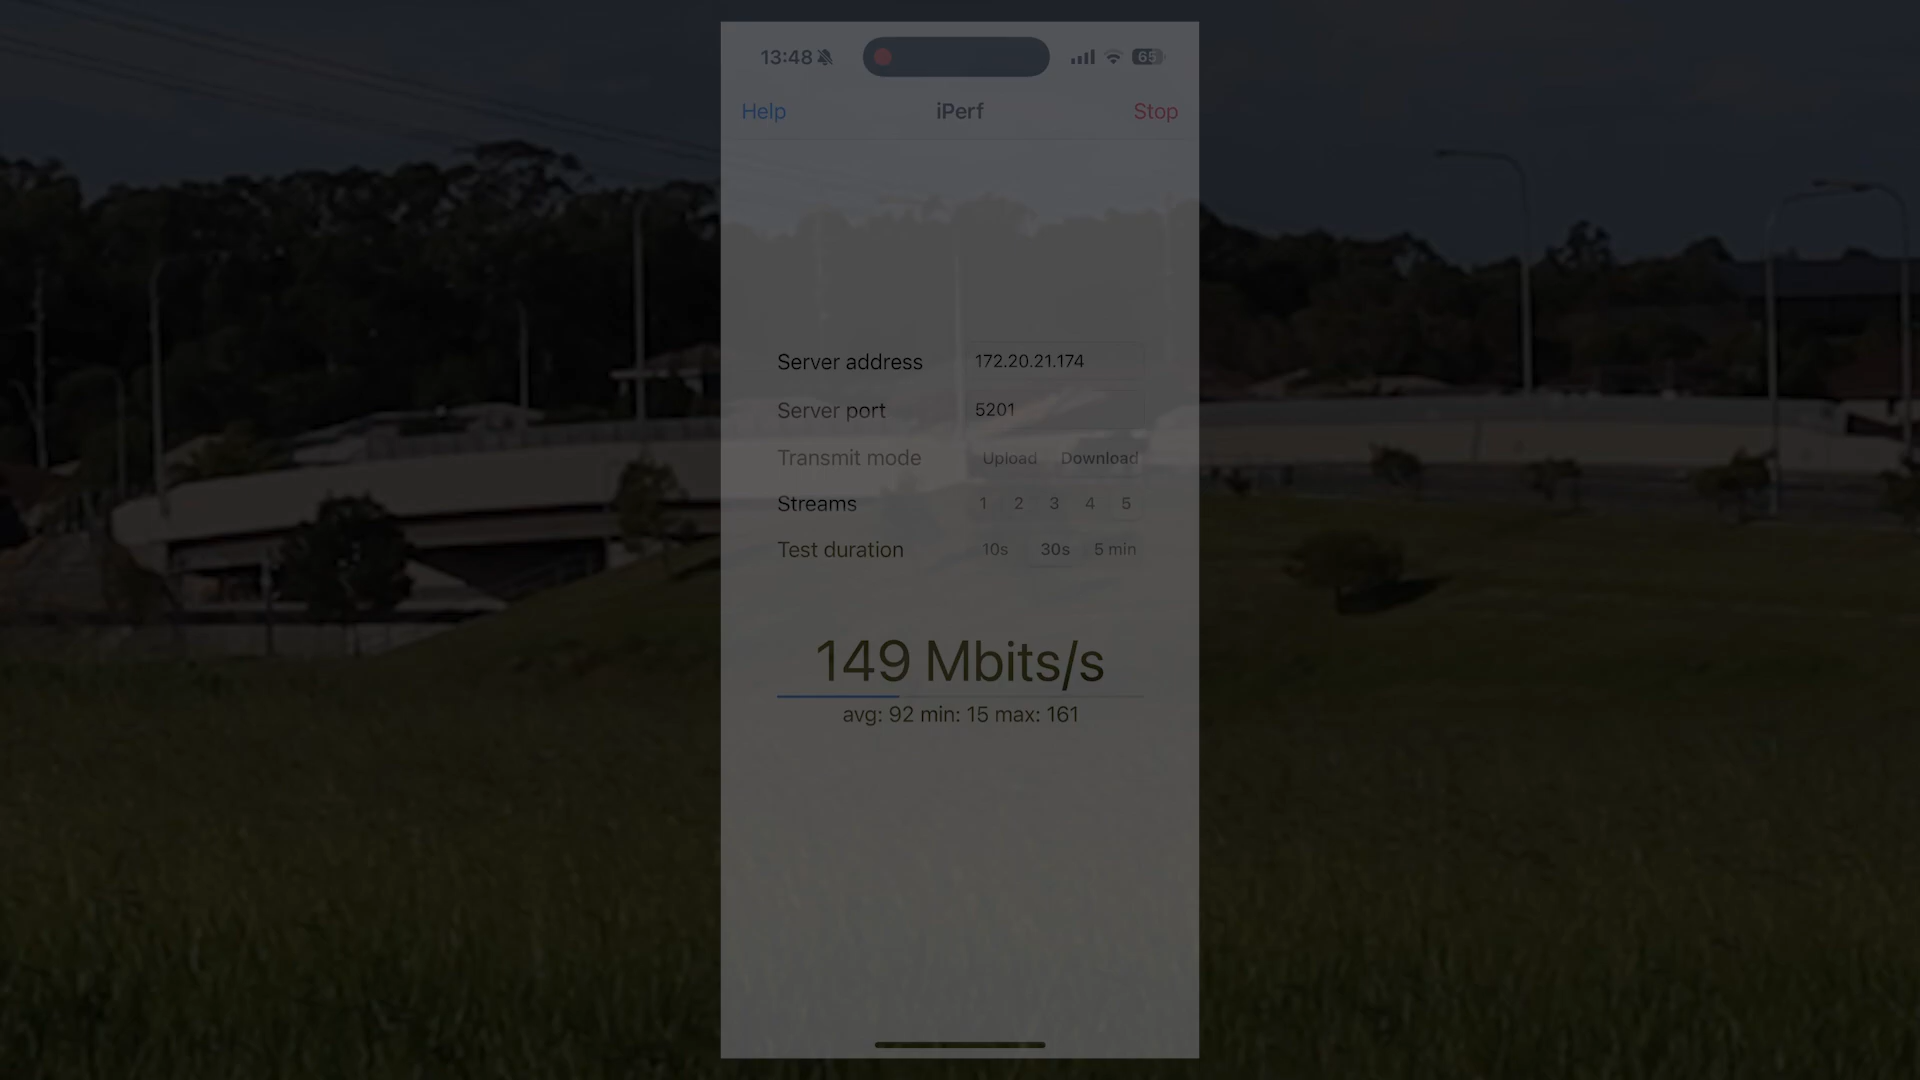 13:48 65
Help iPerf Stop
Server address 172.20.21.174
Server port 5201
Transmit mode Upload Download
Streams 1 2 3 4 5
Test duration 10s 30s 5 min
149 Mbits/s
avg: 92 min: 15 max: 161